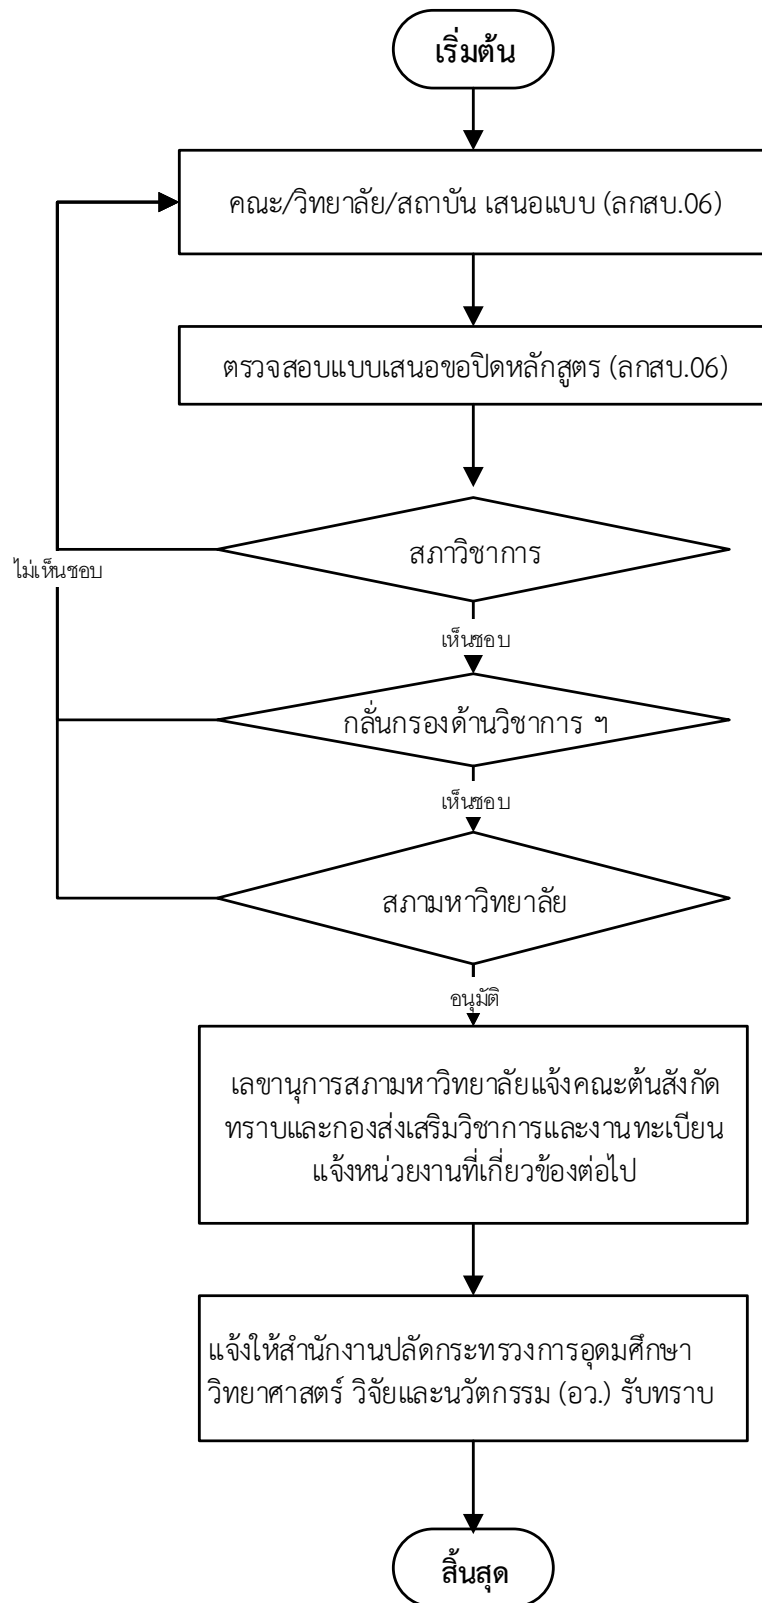 เริ่มต้น
คณะ/วิทยาลัย/สถาบัน เสนอแบบ (ลกสบ.06)
ตรวจสอบแบบเสนอขอปิดหลักสูตร (ลกสบ.06)
สภาวิชาการ
ไม่เห็นชอบ
เห็นชอบ
กลั่นกรองด้านวิชาการ ฯ
เห็นชอบ
สภามหาวิทยาลัย
อนุมัติ
เลขานุการสภามหาวิทยาลัยแจ้งคณะต้นสังกัด
ทราบและกองส่งเสริมวิชาการและงานทะเบียน
แจ้งหน่วยงานที่เกี่ยวข้องต่อไป
แจ้งให้สำนักงานปลัดกระทรวงการอุดมศึกษา
วิทยาศาสตร์ วิจัยและนวัตกรรม (อว.) รับทราบ
สิ้นสุด